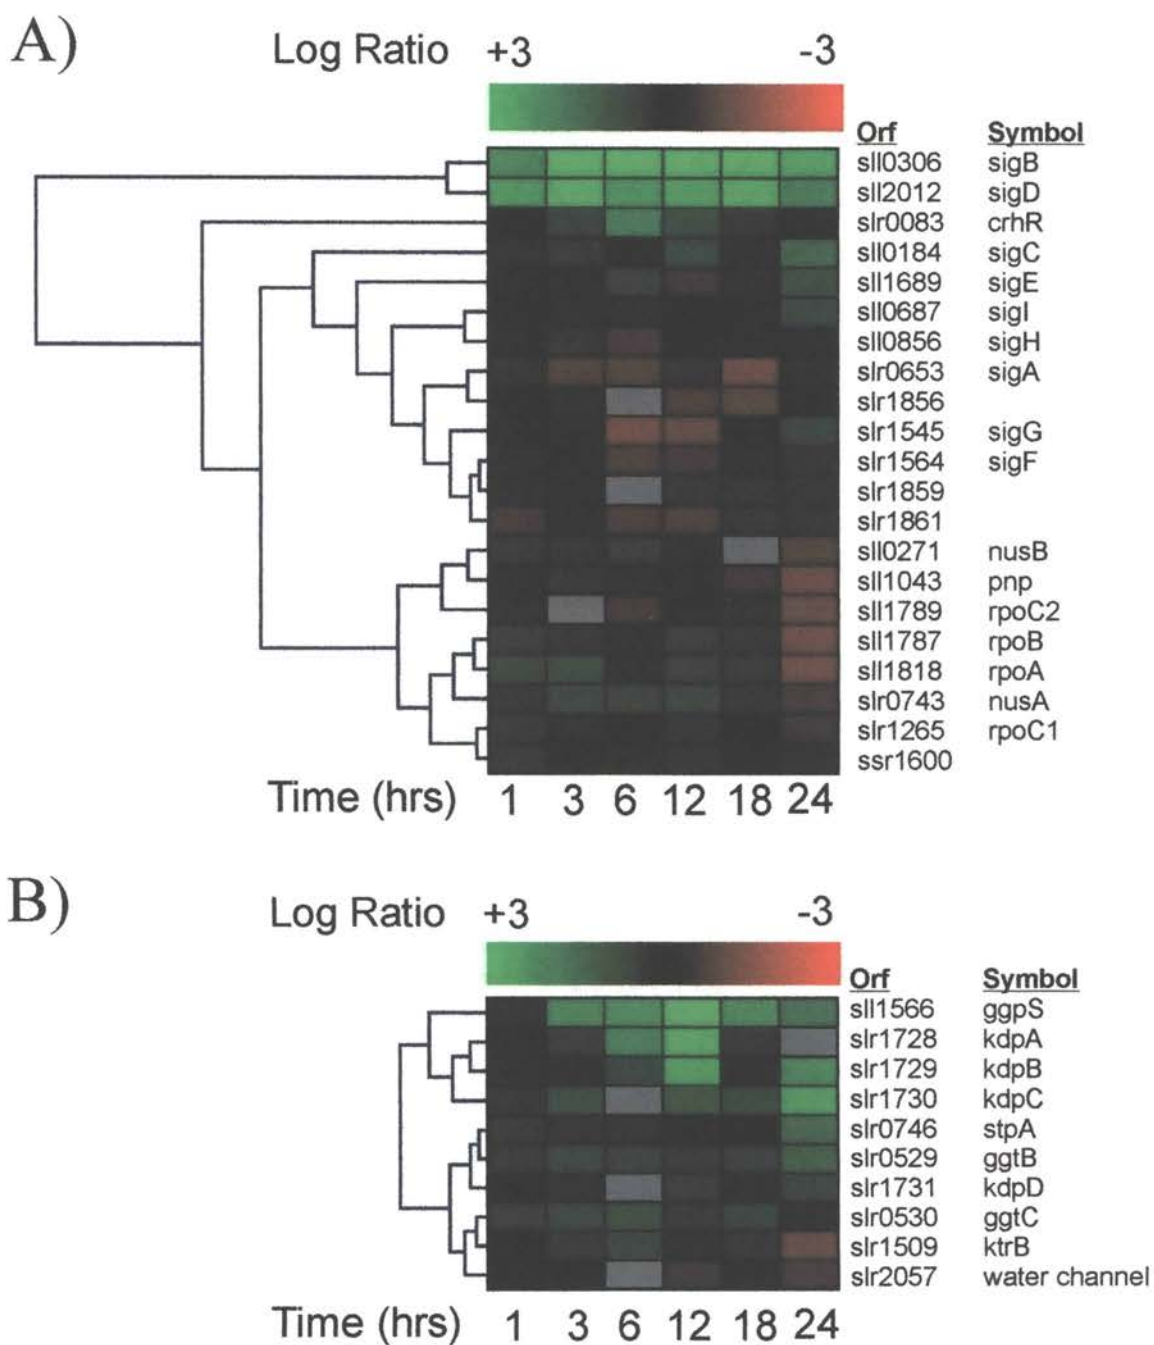 A)
Log Ratio +3 -3
Orf Symbol
sll0306 sigB
sll2012 sigD
slr0083 crhR
sll0184 sigC
sll1689 sigE
sll0687 sigI
sll0856 sigH
slr0653 sigA
slr1856
slr1545 sigG
slr1564 sigF
slr1859
slr1861
sll0271 nusB
sll1043 pnp
sll1789 rpoC2
sll1787 rpoB
sll1818 rpoA
slr0743 nusA
slr1265 rpoC1
ssr1600
Time (hrs) 1 3 6 12 18 24
B)
Log Ratio +3 -3
Orf Symbol
sll1566 ggpS
slr1728 kdpA
slr1729 kdpB
slr1730 kdpC
slr0746 stpA
slr0529 ggtB
slr1731 kdpD
slr0530 ggtC
slr1509 ktrB
slr2057 water channel
Time (hrs) 1 3 6 12 18 24